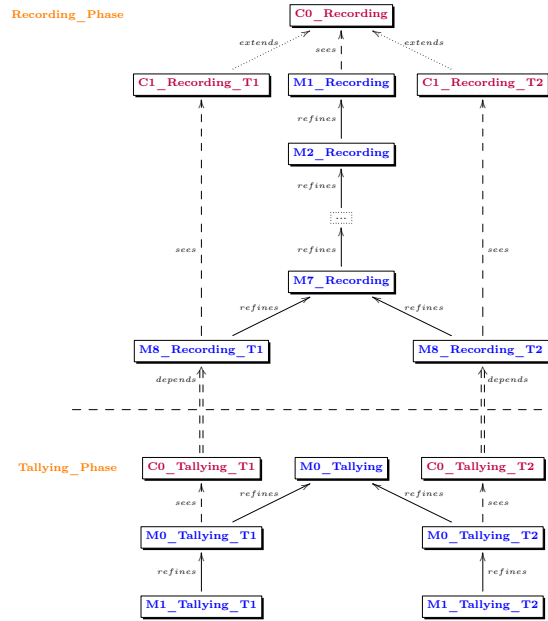 Recording_Phase
C0_Recording
extends
sees
extends
C1_Recording_T1
M1_Recording
C1_Recording_T2
refines
M2_Recording
refines
...
sees
refines
sees
M7_Recording
refines
refines
M8_Recording_T1
M8_Recording_T2
depends
depends
Tallying_Phase
C0_Tallying_T1
M0_Tallying
C0_Tallying_T2
sees
refines
refines
sees
M0_Tallying_T1
M0_Tallying_T2
refines
refines
M1_Tallying_T1
M1_Tallying_T2